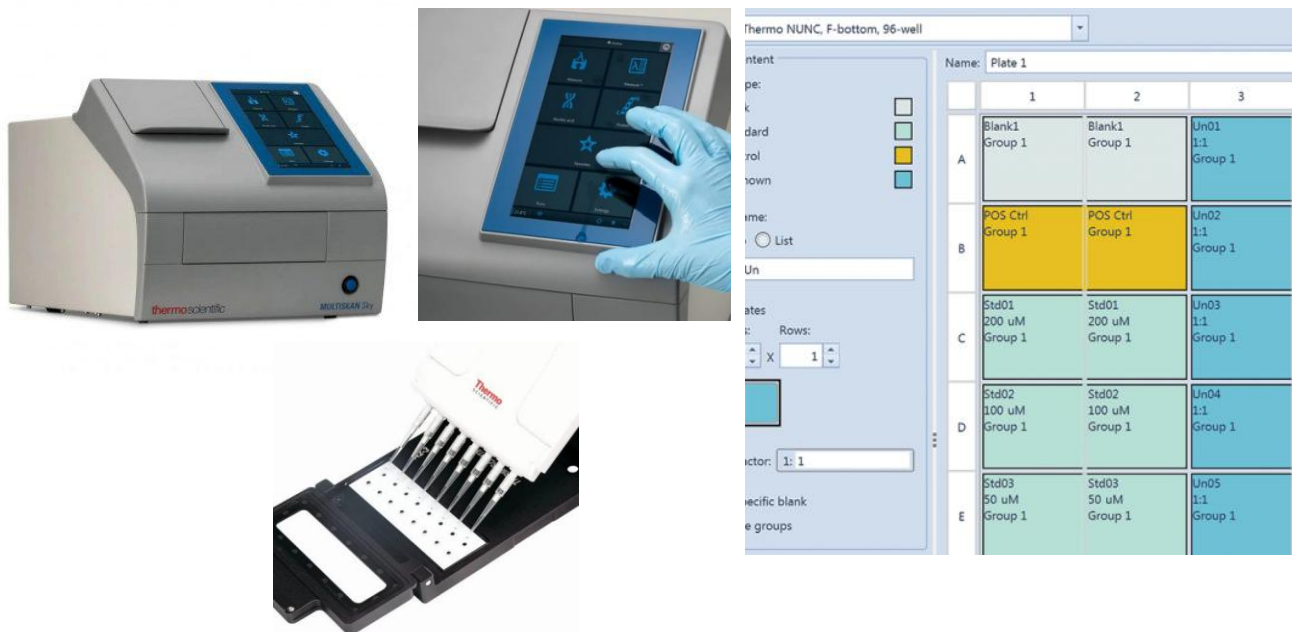 thermo scientific
MULTISKAN Sky
Thermo
SCIENTIFIC
Settings
Thermo NUNC, F-bottom, 96-well
ntent
Name: Plate 1
pe:
k
dard
trol
nown
ame:
List
Un
ates
Rows:
X 1
actor: 1: 1
pecific blank
e groups
1 2 3
A
Blank1 Blank1 Un01
Group 1 Group 1 1:1
Group 1
B
POS Ctrl POS Ctrl Un02
Group 1 Group 1 1:1
Group 1
C
Std01 Std01 Un03
200 uM 200 uM 1:1
Group 1 Group 1 Group 1
D
Std02 Std02 Un04
100 uM 100 uM 1:1
Group 1 Group 1 Group 1
E
Std03 Std03 Un05
50 uM 50 uM 1:1
Group 1 Group 1 Group 1